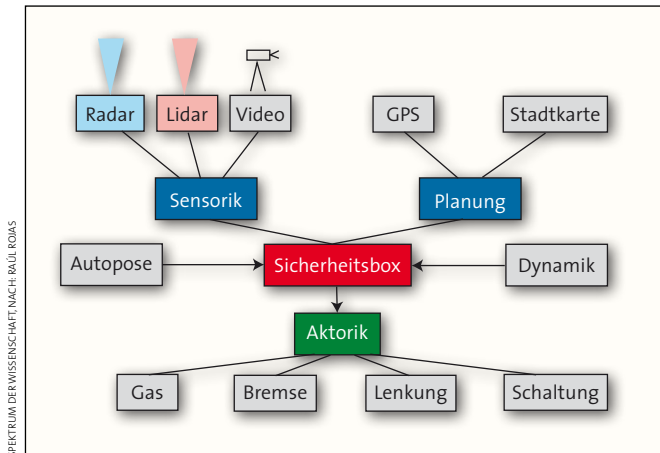 Radar
Lidar
Video
GPS
Stadtkarte
Sensorik
Planung
Autopose
Sicherheitsbox
Dynamik
Aktorik
Gas
Bremse
Lenkung
Schaltung
SPEKTRUM DER WISSENSCHAFT, NACH: RAÚL ROJAS